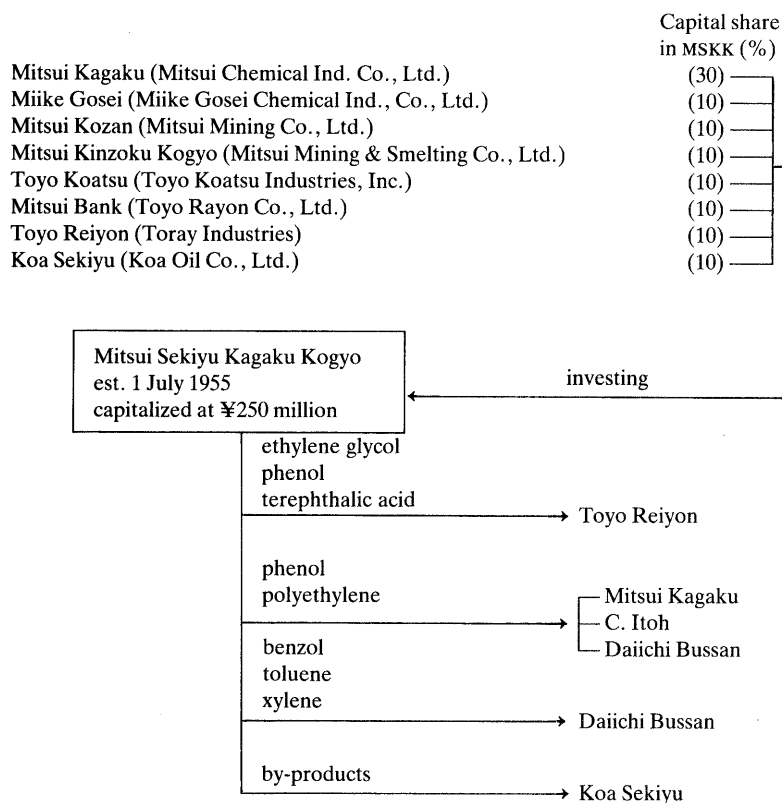 Capital share
in MSKK (%)
Mitsui Kagaku (Mitsui Chemical Ind. Co., Ltd.) (30)
Miike Gosei (Miike Gosei Chemical Ind., Co., Ltd.) (10)
Mitsui Kozan (Mitsui Mining Co., Ltd.) (10)
Mitsui Kinzoku Kogyo (Mitsui Mining & Smelting Co., Ltd.) (10)
Toyo Koatsu (Toyo Koatsu Industries, Inc.) (10)
Mitsui Bank (Toyo Rayon Co., Ltd.) (10)
Toyo Reiyon (Toray Industries) (10)
Koa Sekiyu (Koa Oil Co., Ltd.) (10)
Mitsui Sekiyu Kagaku Kogyo
est. 1 July 1955
capitalized at ¥250 million
investing
ethylene glycol
phenol
terephthalic acid
Toyo Reiyon
phenol
polyethylene
Mitsui Kagaku
C. Itoh
Daiichi Bussan
benzol
toluene
xylene
Daiichi Bussan
by-products
Koa Sekiyu